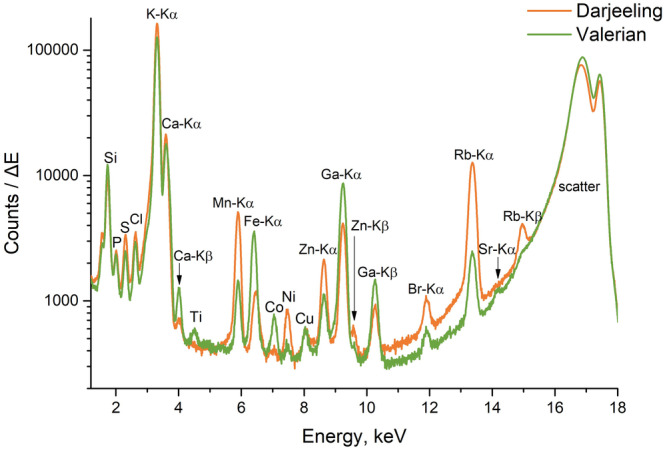 Darjeeling
Valerian
K-Kα
Ca-Kα
Si
P
S
Cl
Ca-Kβ
Ti
Mn-Kα
Fe-Kα
Co
Ni
Cu
Zn-Kα
Ga-Kα
Zn-Kβ
Ga-Kβ
Br-Kα
Rb-Kα
Sr-Kα
Rb-Kβ
scatter
Counts / ΔE
100000
10000
1000
2 4 6 8 10 12 14 16 18
Energy, keV